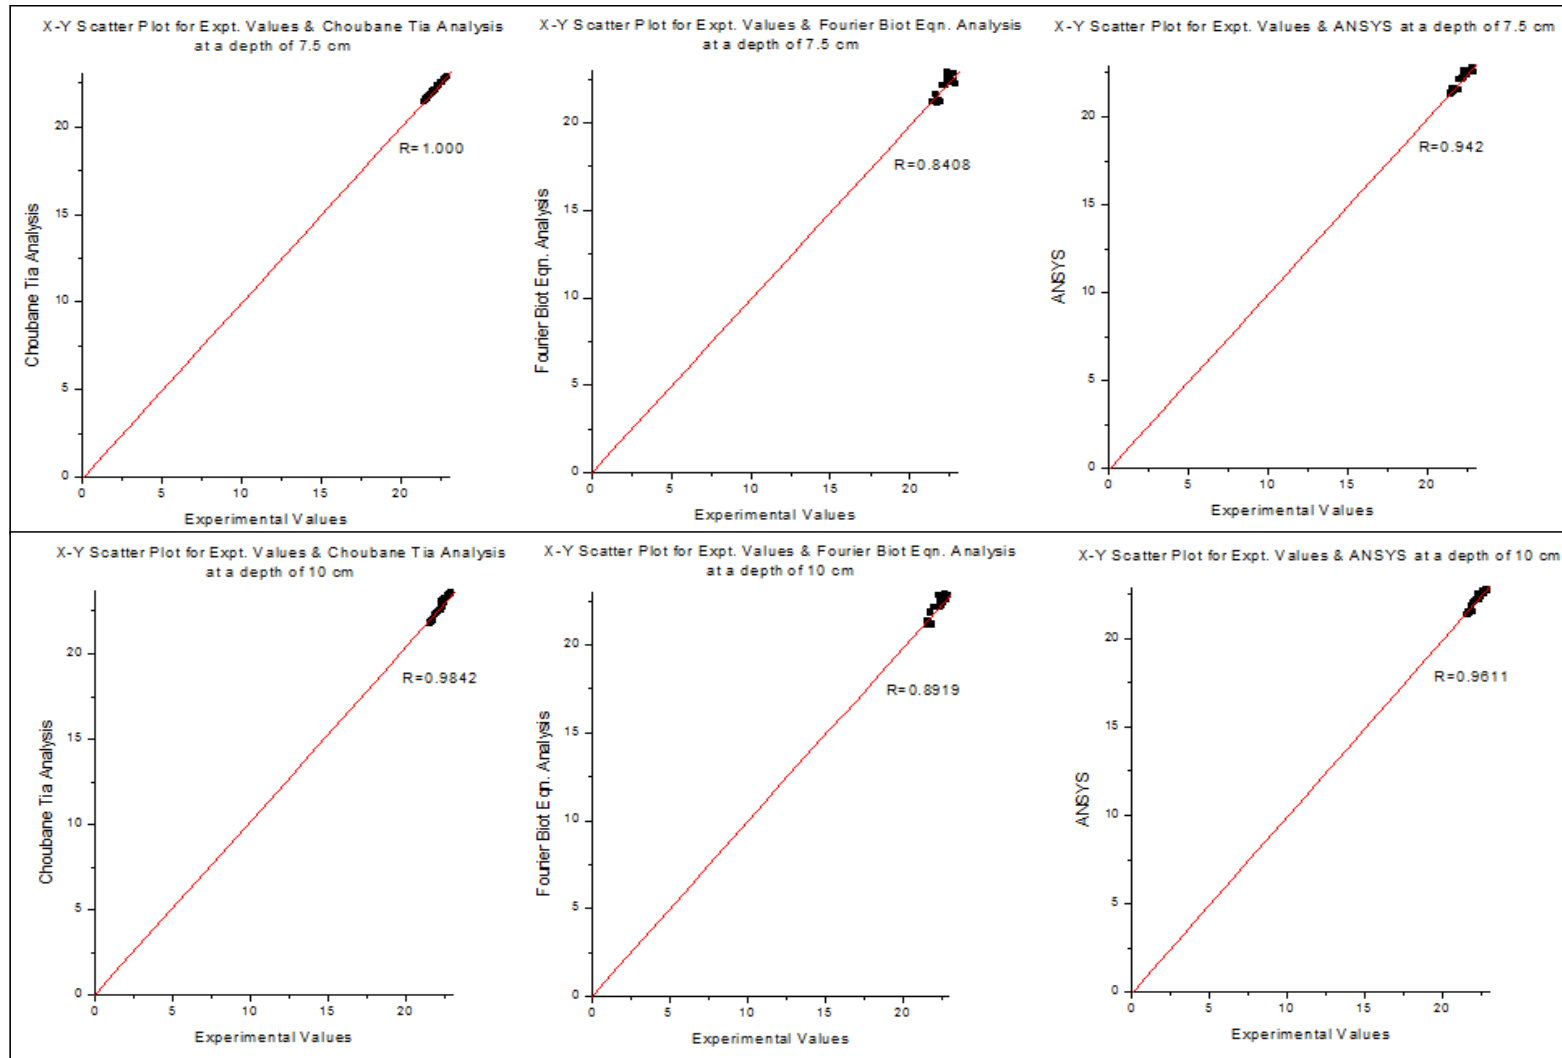 X-Y Scatter Plot for Expt. Values & Choubane Tia Analysis
at a depth of 7.5 cm
Choubane Tia Analysis
20
15
10
5
0
R=1.000
0 5 10 15 20
Experimental Values
X-Y Scatter Plot for Expt. Values & Fourier Biot Eqn. Analysis
at a depth of 7.5 cm
Fourier Biot Eqn. Analysis
20
15
10
5
0
R=0.8408
0 5 10 15 20
Experimental Values
X-Y Scatter Plot for Expt. Values & ANSYS at a depth of 7.5 cm
ANSYS
20
15
10
5
0
R=0.942
0 5 10 15 20
Experimental Values
X-Y Scatter Plot for Expt. Values & Choubane Tia Analysis
at a depth of 10 cm
Choubane Tia Analysis
20
15
10
5
0
R=0.9842
0 5 10 15 20
Experimental Values
X-Y Scatter Plot for Expt. Values & Fourier Biot Eqn. Analysis
at a depth of 10 cm
Fourier Biot Eqn. Analysis
20
15
10
5
0
R=0.8919
0 5 10 15 20
Experimental Values
X-Y Scatter Plot for Expt. Values & ANSYS at a depth of 10 cm
ANSYS
20
15
10
5
0
R=0.9611
0 5 10 15 20
Experimental Values